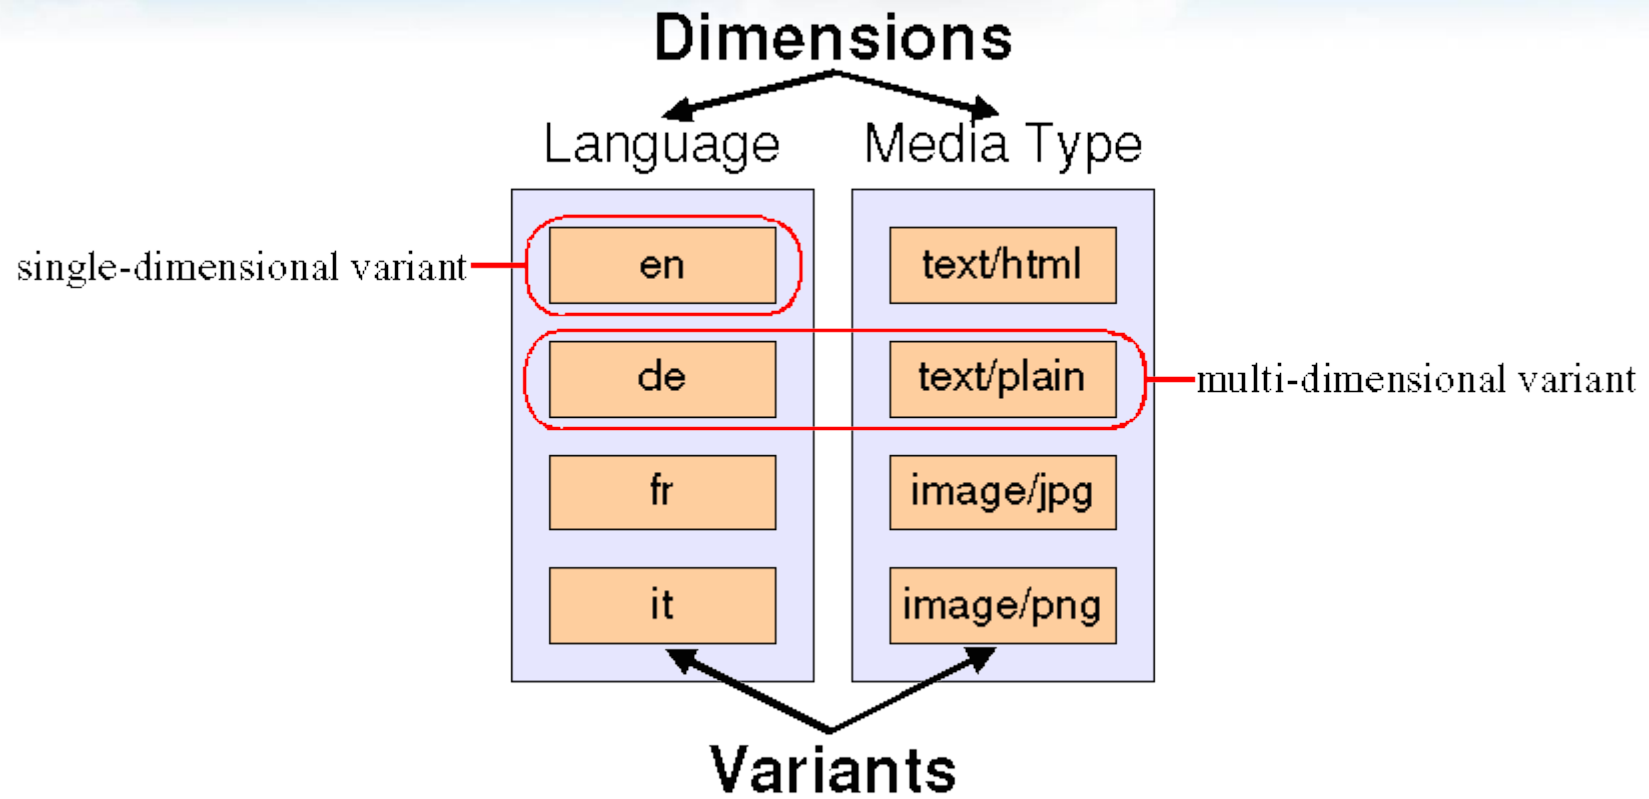 Dimensions
Language Media Type
single-dimensional variant en text/html
de text/plain multi-dimensional variant
fr image/jpg
it image/png
Variants